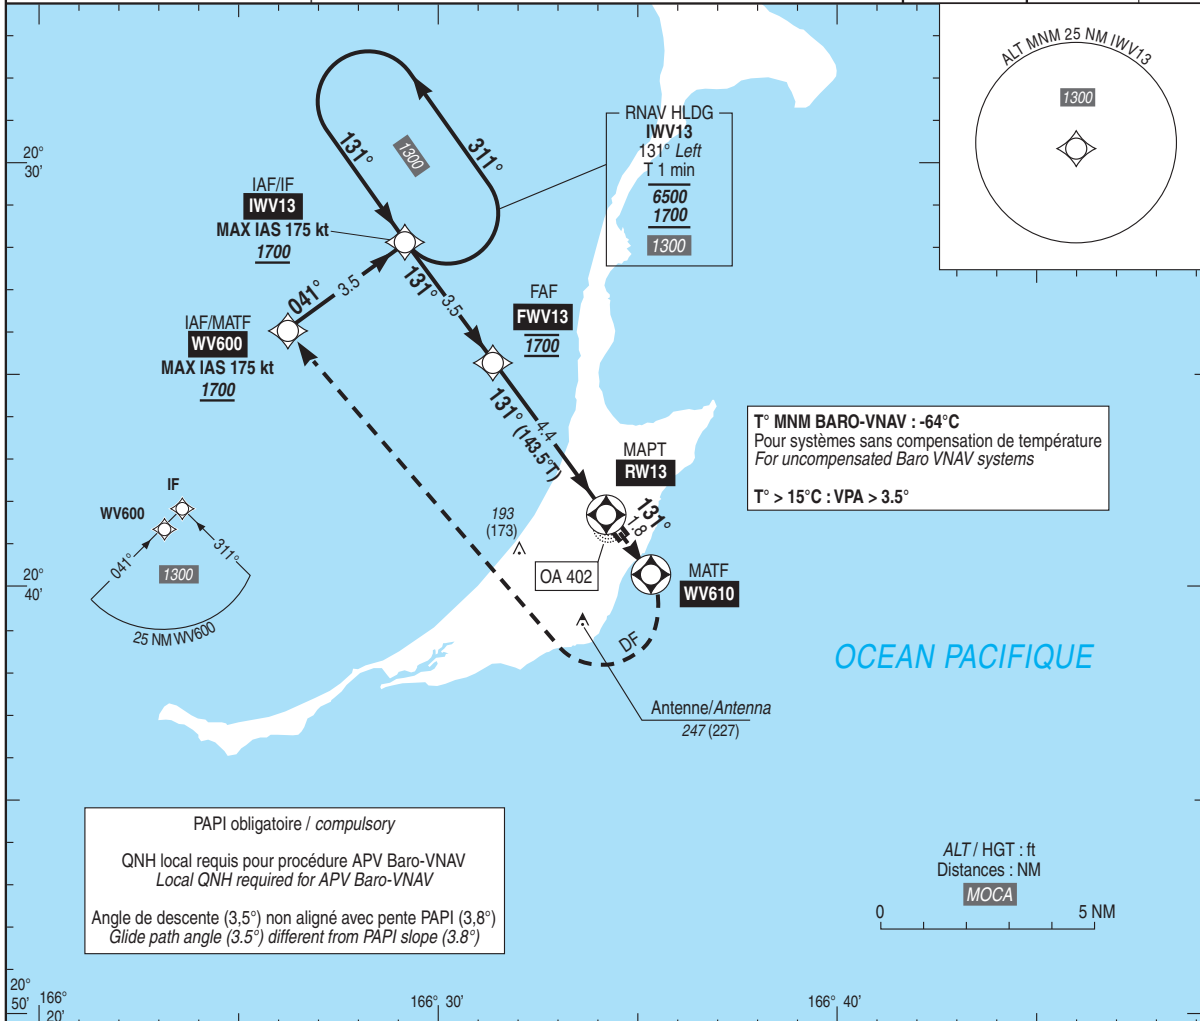 ALT MNM 25 NM IWV13
1300
RNAV HLDG
IWV13
131° Left
T 1 min
6500
1700
1300
131°
1300
311°
20°
30'
IAF/IF
IWV13
MAX IAS 175 kt
1700
041°
3.5
131°
3.5
FAF
FWV13
1700
IAF/MATF
WV600
MAX IAS 175 kt
1700
131° (143.5°T)
4.4
T° MNM BARO-VNAV : -64°C
Pour systèmes sans compensation de température
For uncompensated Baro VNAV systems
T° > 15°C : VPA > 3.5°
MAPT
RW13
131°
1.8
IF
WV600
041°
311°
1300
25 NM WV600
193
(173)
OA 402
MATF
WV610
20°
40'
DF
OCEAN PACIFIQUE
Antenne/Antenna
247 (227)
PAPI obligatoire / compulsory
QNH local requis pour procédure APV Baro-VNAV
Local QNH required for APV Baro-VNAV
Angle de descente (3,5°) non aligné avec pente PAPI (3,8°)
Glide path angle (3.5°) different from PAPI slope (3.8°)
ALT / HGT : ft
Distances : NM
MOCA
0 5 NM
20°
50'
166°
20'
166° 30'
166° 40'